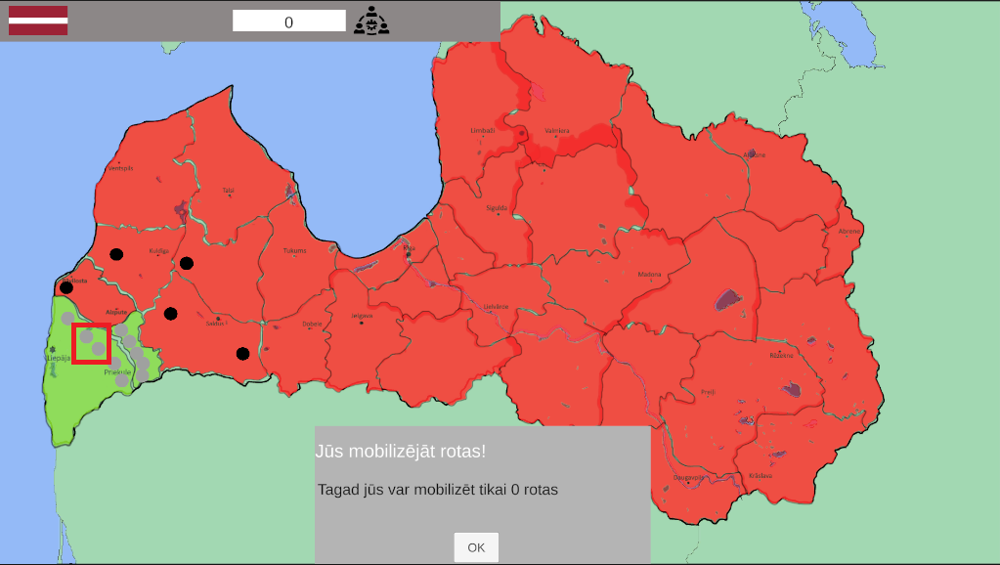 0
Limbaži
Valmiera
Alūksne
Ventspils
Talsi
Sigulda
Abrene
Kuldīga
Tukums
Rīga
Madona
Pāvilosta
Aizpute
Saldus
Dobele
Jelgava
Lielvārde
Liepāja
Priekule
Rēzekne
Preiļi
Daugavpils
Krāslava
Jūs mobilizējāt rotas!
Tagad jūs var mobilizēt tikai 0 rotas
OK